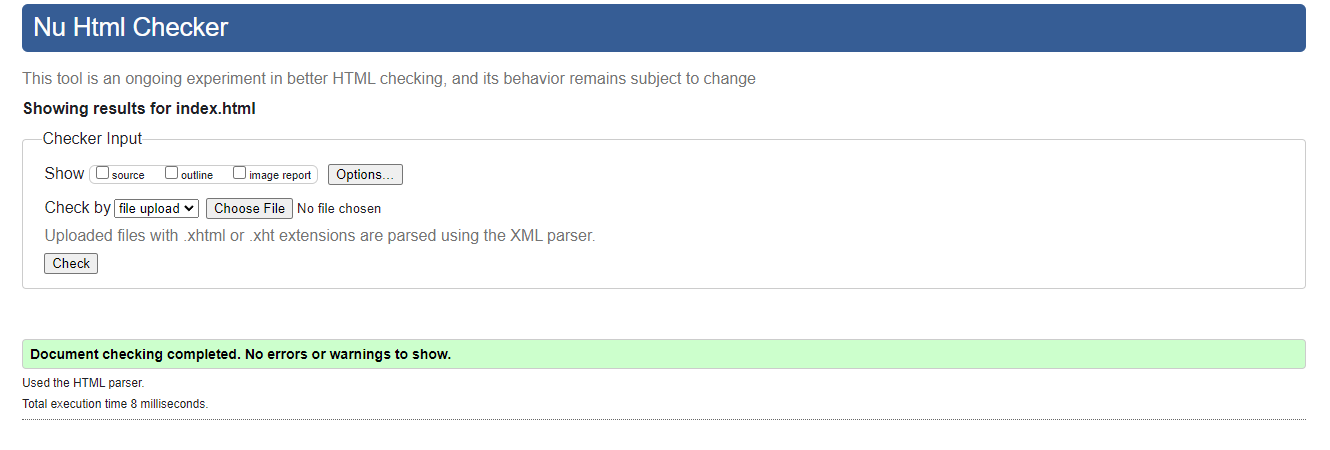 Nu Html Checker
This tool is an ongoing experiment in better HTML checking, and its behavior remains subject to change
Showing results for index.html
Checker Input
Show source outline image report Options...
Check by file upload Choose File No file chosen
Uploaded files with .xhtml or .xht extensions are parsed using the XML parser.
Check
Document checking completed. No errors or warnings to show.
Used the HTML parser.
Total execution time 8 milliseconds.